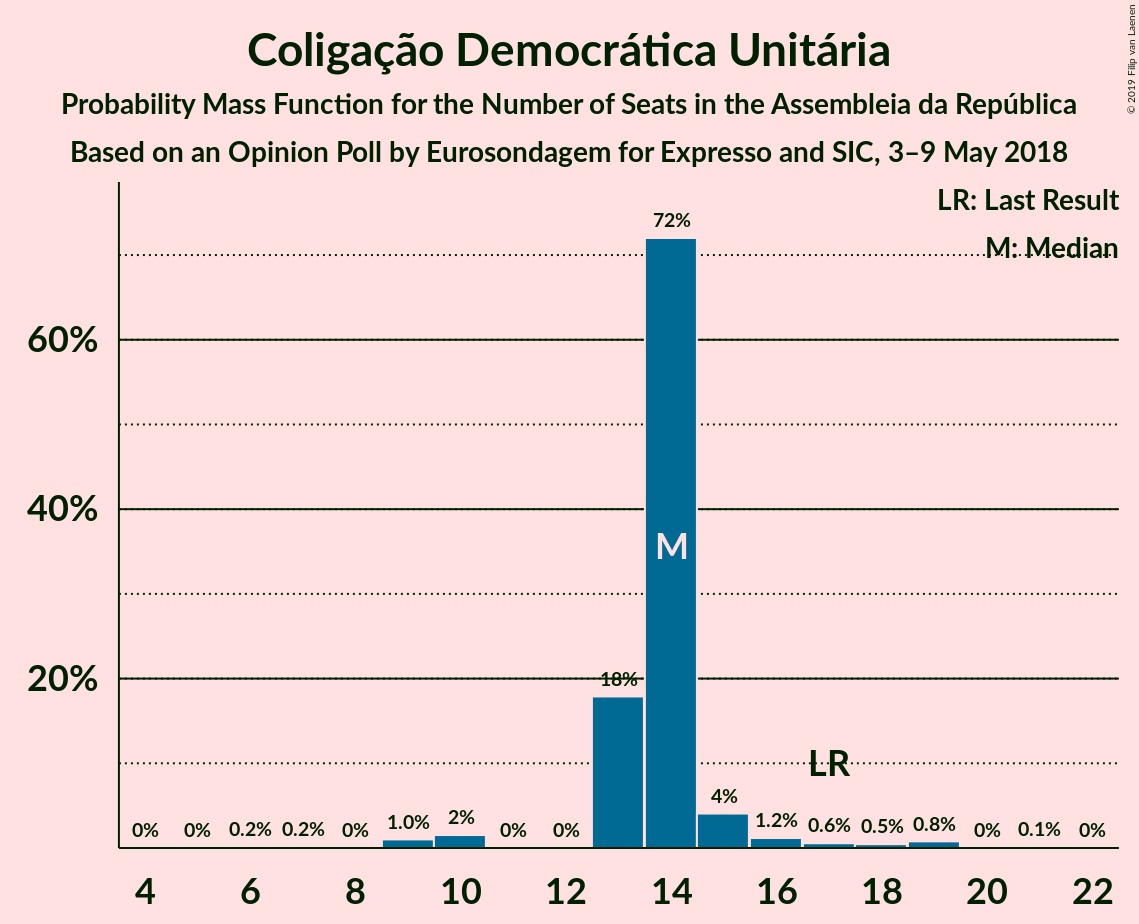 Coligação Democrática Unitária
Probability Mass Function for the Number of Seats in the Assembleia da República
Based on an Opinion Poll by Eurosondagem for Expresso and SIC, 3–9 May 2018
© 2019 Filip van Laenen
LR: Last Result
M: Median
60%
40%
20%
0% 0% 0.2% 0.2% 0% 1.0% 2% 0% 0% 18% 72% 4% 1.2% 0.6% 0.5% 0.8% 0% 0.1% 0%
M
LR
4 6 8 10 12 14 16 18 20 22